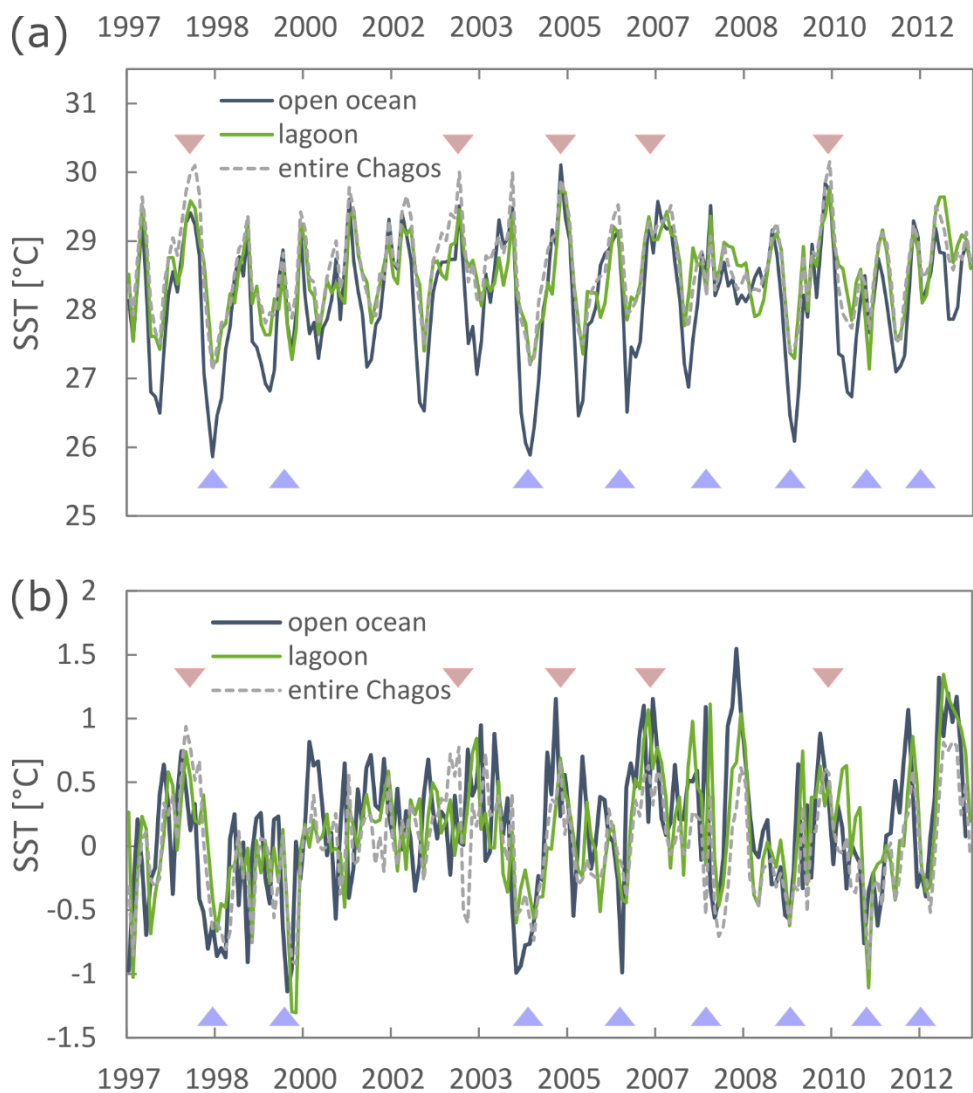 (a)
1997 1998 2000 2002 2003 2005 2007 2008 2010 2012
SST [°C]
31
30
29
28
27
26
25
open ocean
lagoon
entire Chagos
(b)
SST [°C]
2
1.5
1
0.5
0
-0.5
-1
-1.5
open ocean
lagoon
entire Chagos
1997 1998 2000 2002 2003 2005 2007 2008 2010 2012